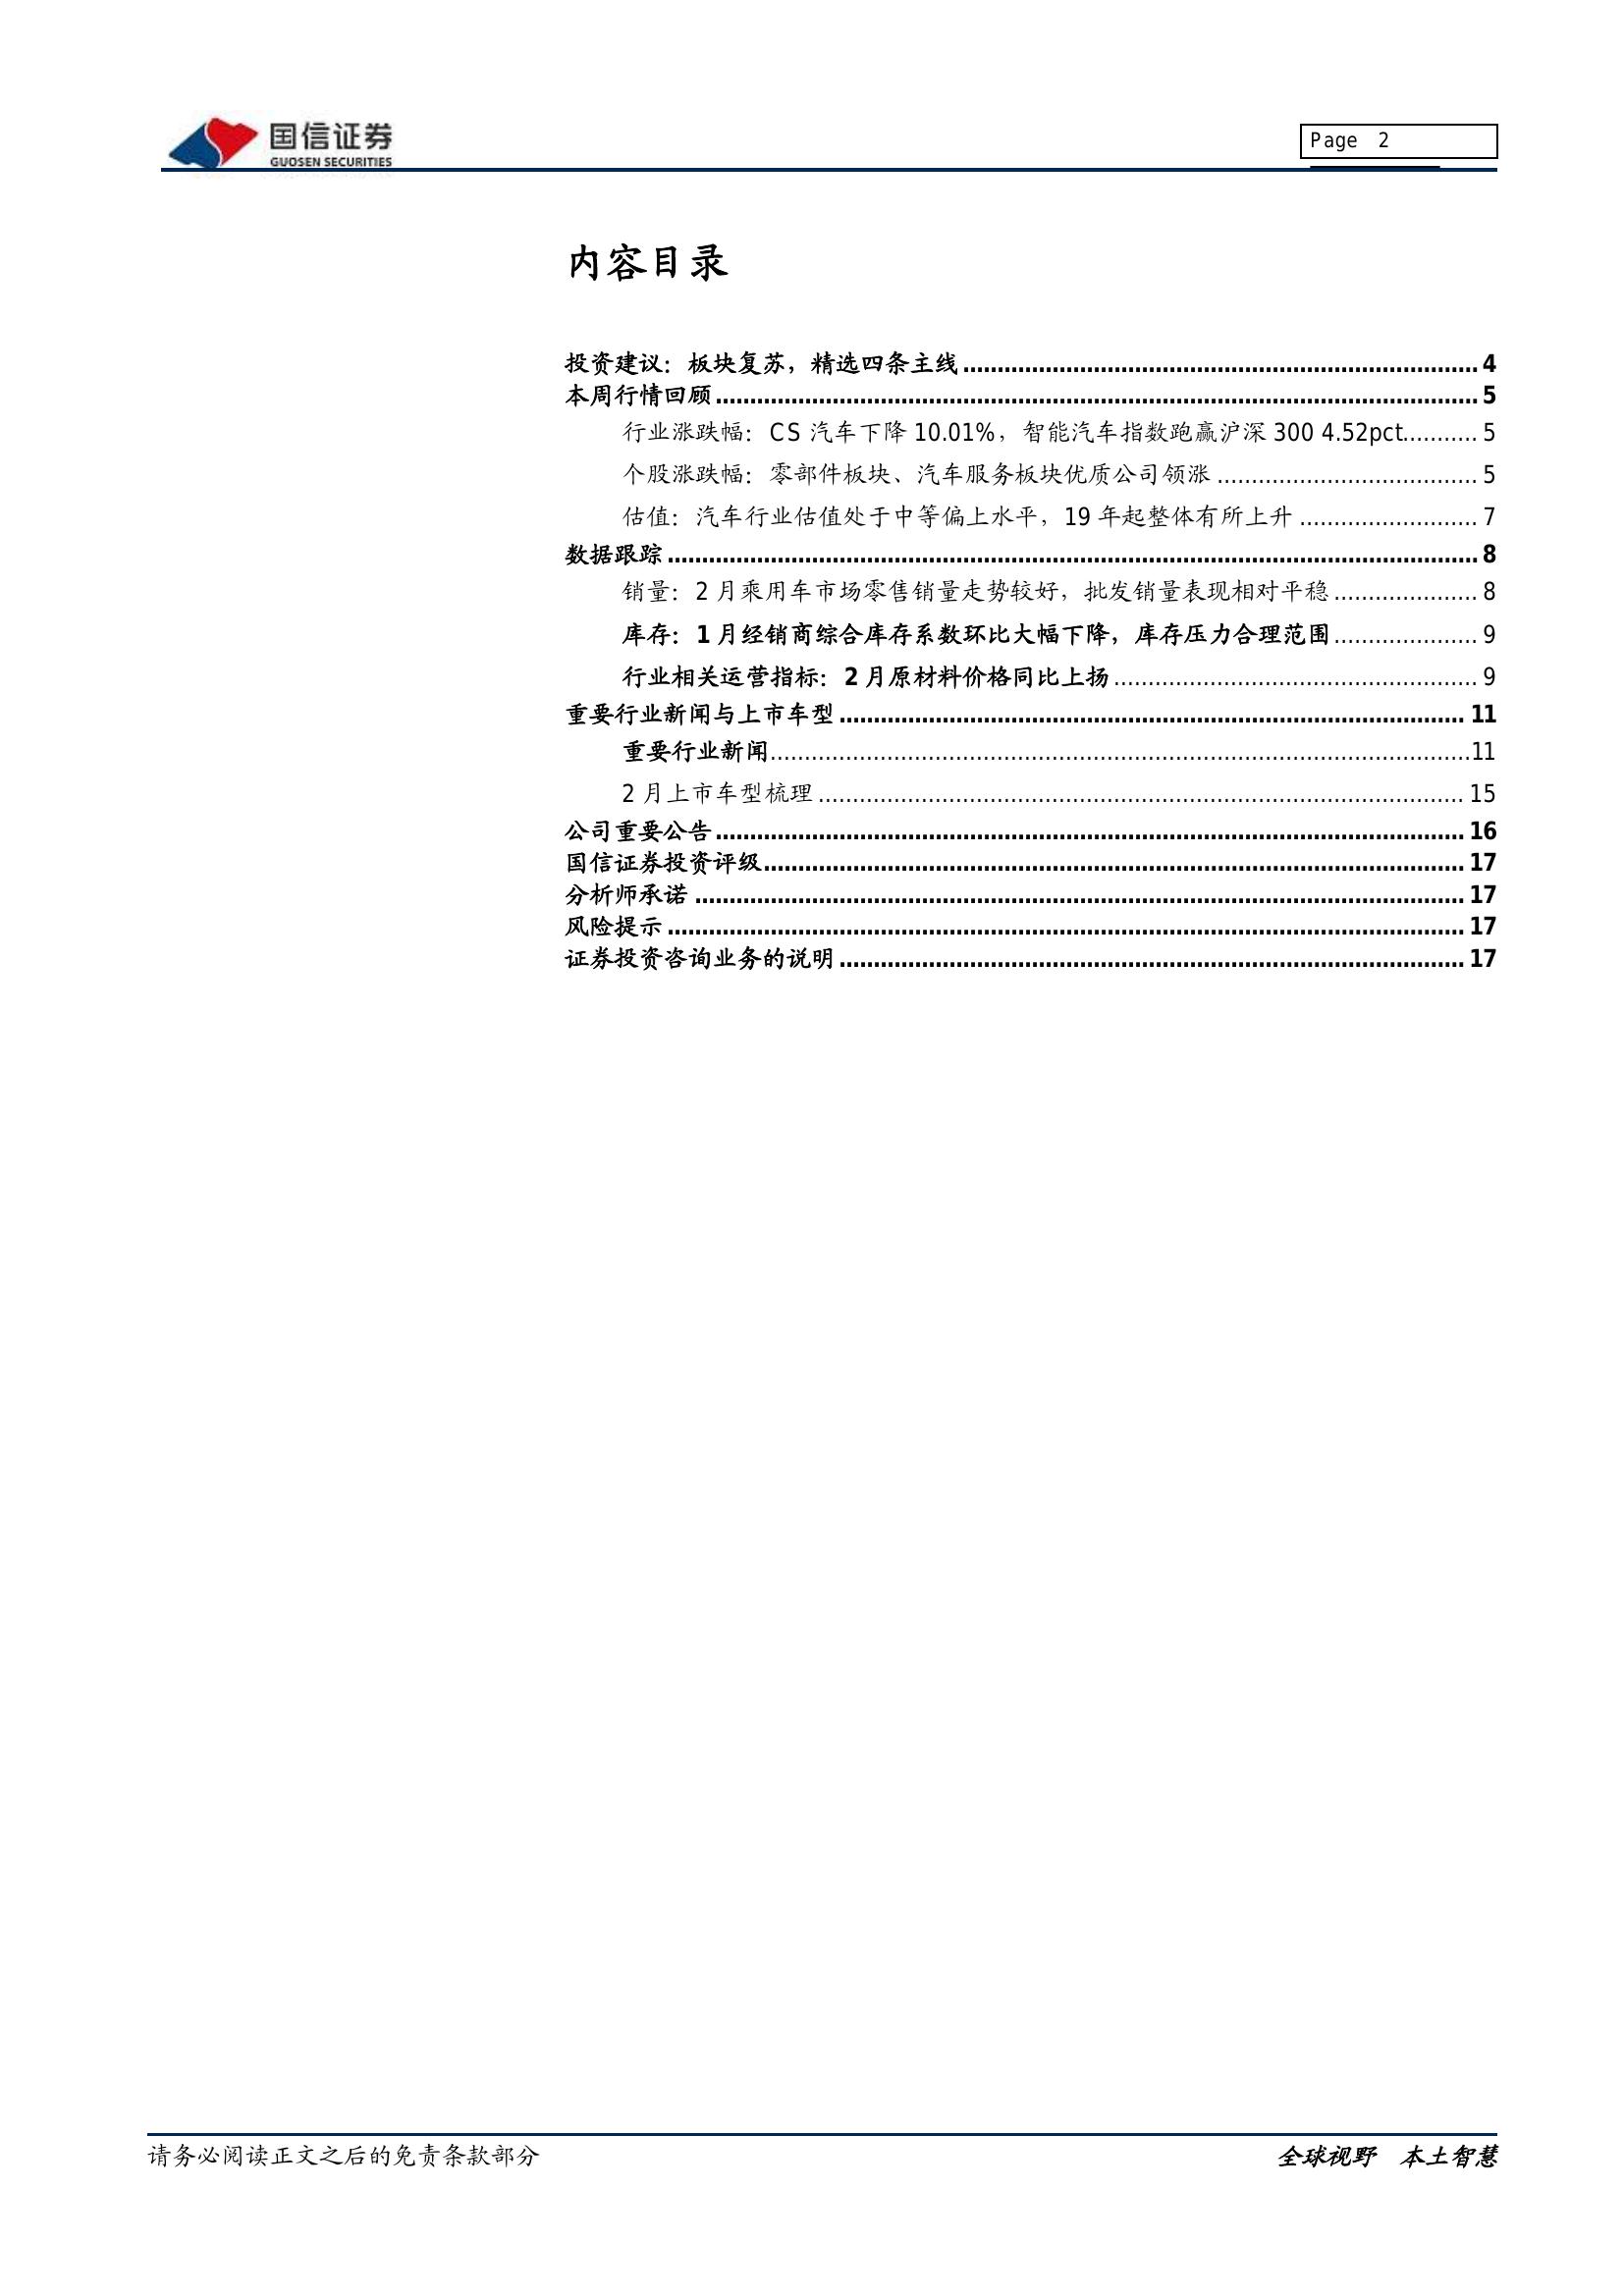 国信证券
GUOSEN SECURITIES
Page 2
内容目录
投资建议：板块复苏，精选四条主线 4
本周行情回顾 5
行业涨跌幅：CS 汽车下降 10.01%，智能汽车指数跑赢沪深 300 4.52pct 5
个股涨跌幅：零部件板块、汽车服务板块优质公司领涨 5
估值：汽车行业估值处于中等偏上水平，19 年起整体有所上升 7
数据跟踪 8
销量：2 月乘用车市场零售销量走势较好，批发销量表现相对平稳 8
库存：1 月经销商综合库存系数环比大幅下降，库存压力合理范围 9
行业相关运营指标：2 月原材料价格同比上扬 9
重要行业新闻与上市车型 11
重要行业新闻 11
2 月上市车型梳理 15
公司重要公告 16
国信证券投资评级 17
分析师承诺 17
风险提示 17
证券投资咨询业务的说明 17
请务必阅读正文之后的免责条款部分
全球视野 本土智慧